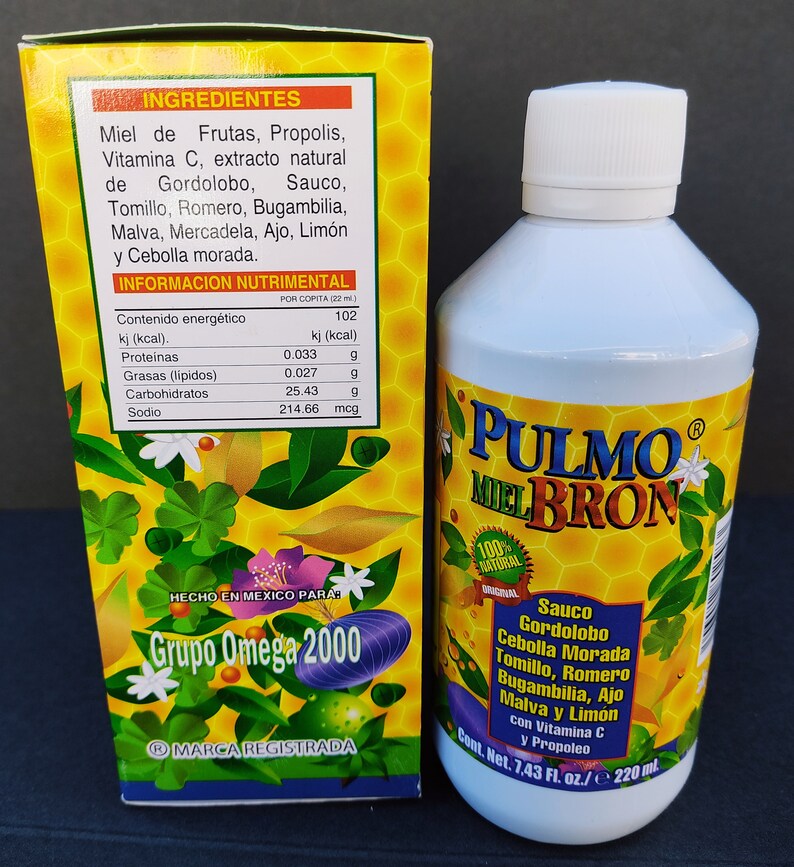 INGREDIENTES
Miel de Frutas, Propolis,
Vitamina C, extracto natural
de Gordolobo, Sauco,
Tomillo, Romero, Bugambilia,
Malva, Mercadela, Ajo, Limón
y Cebolla morada.
INFORMACION NUTRIMENTAL
POR COPITA (22 ml.)
Contenido energético 102
kj (kcal). kj (kcal)
Proteínas 0.033 g
Grasas (lípidos) 0.027 g
Carbohidratos 25.43 g
Sodio 214.66 mcg
HECHO EN MEXICO PARA:
Grupo Omega 2000
® MARCA REGISTRADA
PULMO ®
MIEL BRON
100%
NATURAL
ORIGINAL
Sauco
Gordolobo
Cebolla Morada
Tomillo, Romero
Bugambilia, Ajo
Malva y Limón
con Vitamina C
y Propoleo
Cont. Net. 7,43 Fl. oz./ ℮ 220 ml.